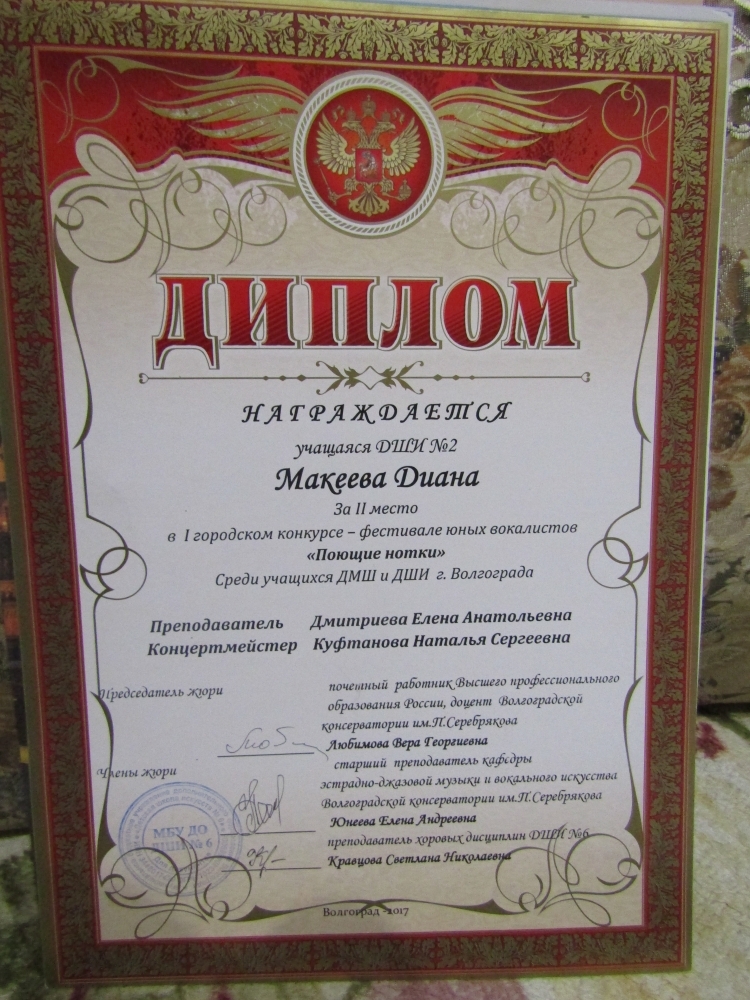 ДИПЛОМ
НАГРАЖДАЕТСЯ
учащаяся ДШИ №2
Макеева Диана
За II место
в I городском конкурсе – фестивале юных вокалистов
«Поющие нотки»
Среди учащихся ДМШ и ДШИ г. Волгограда
Преподаватель Дмитриева Елена Анатольевна
Концертмейстер Куфтанова Наталья Сергеевна
Председатель жюри
почетный работник Высшего профессионального
образования России, доцент Волгоградской
консерватории им.П.Серебрякова
Любимова Вера Георгиевна
Члены жюри
старший преподаватель кафедры
эстрадно-джазовой музыки и вокального искусства
Волгоградской консерватории им.П.Серебрякова
Юнеева Елена Андреевна
преподаватель хоровых дисциплин ДШИ №6
Кравцова Светлана Николаевна
МБУ ДО
ДШИ № 6
Волгоград -2017